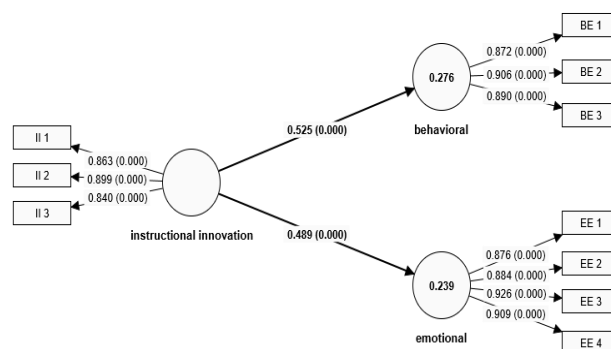 BE 1
0.872 (0.000)
0.276
0.906 (0.000)
BE 2
0.890 (0.000)
BE 3
behavioral
0.525 (0.000)
II 1
0.863 (0.000)
II 2
0.899 (0.000)
0.840 (0.000)
II 3
instructional innovation
0.489 (0.000)
EE 1
0.876 (0.000)
0.884 (0.000)
EE 2
0.239
0.926 (0.000)
EE 3
0.909 (0.000)
emotional
EE 4